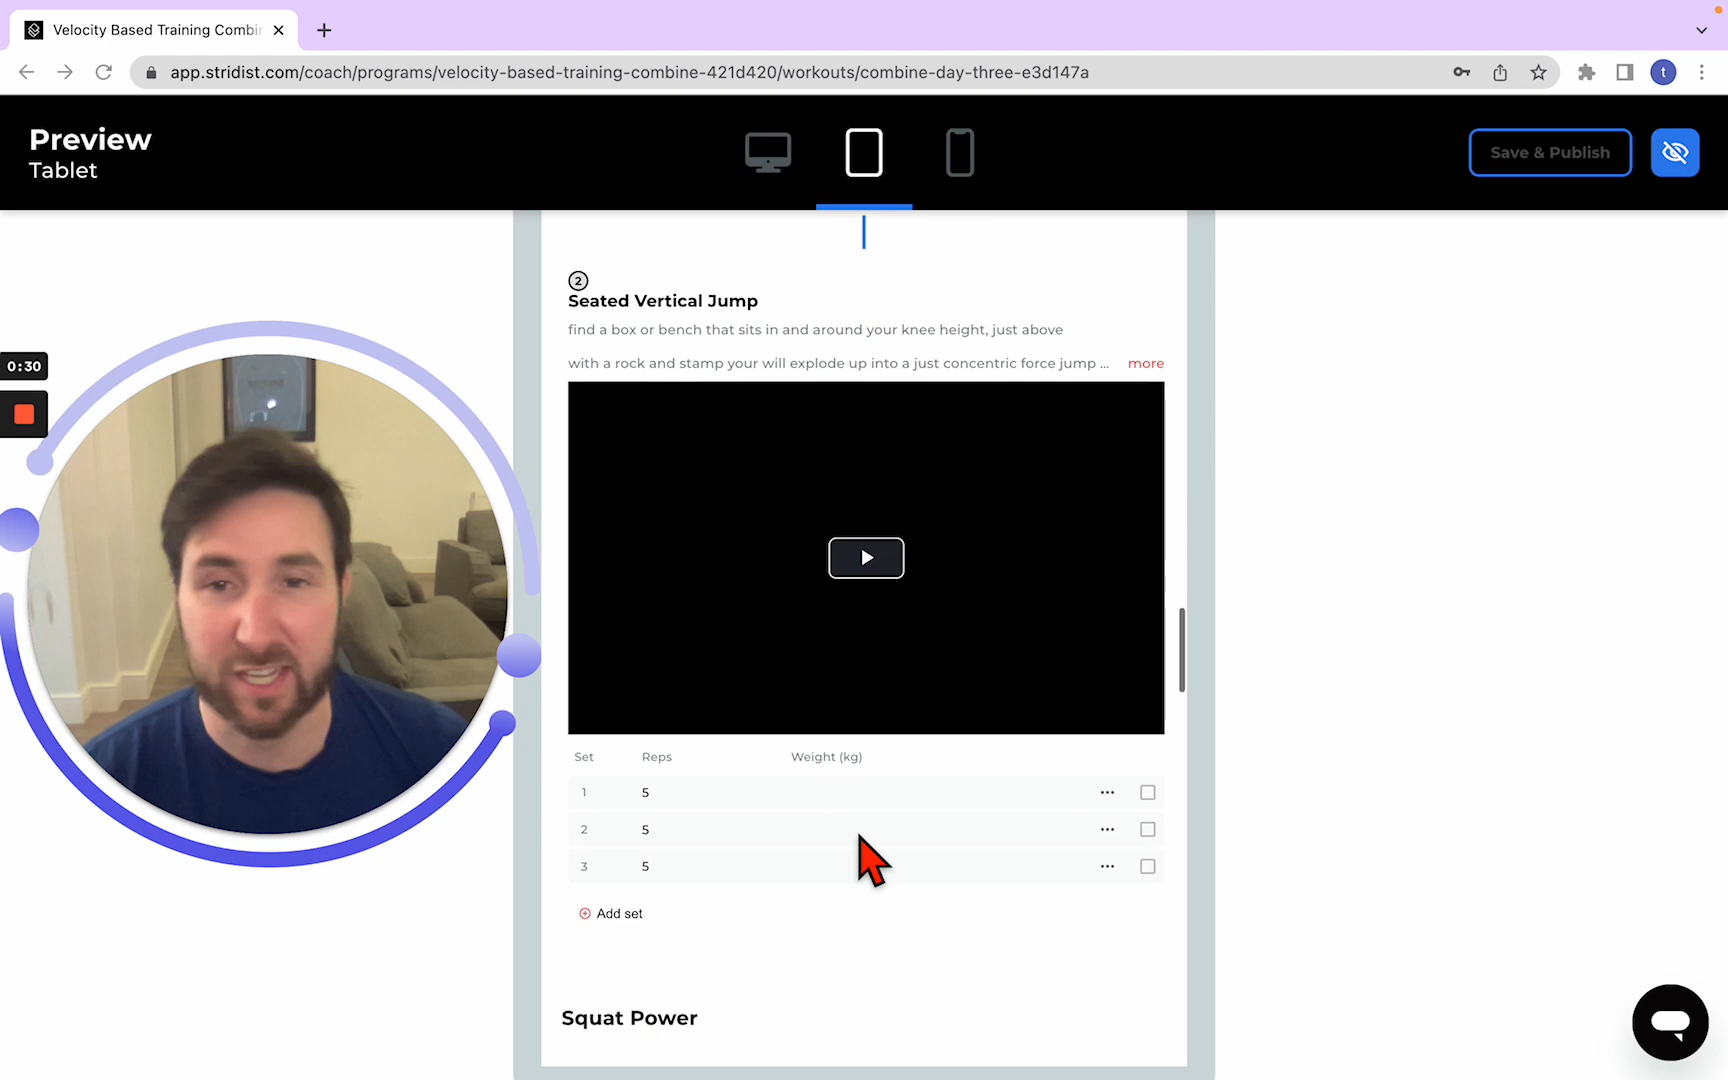 Velocity Based Training Combi
app.stridist.com/coach/programs/velocity-based-training-combine-421d420/workouts/combine-day-three-e3d147a
t
Preview
Tablet
Save & Publish
2
Seated Vertical Jump
find a box or bench that sits in and around your knee height, just above
with a rock and stamp your will explode up into a just concentric force jump ... more
0:30
Set Reps Weight (kg)
1 5
2 5
3 5
Add set
Squat Power